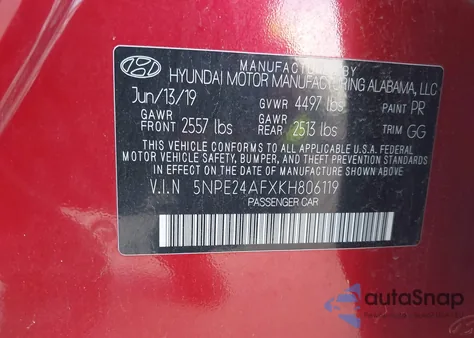 MANUFACTURED BY
HYUNDAI MOTOR MANUFACTURING ALABAMA, LLC
Jun/13/19 GVWR 4497 lbs PAINT PR
GAWR FRONT 2557 lbs GAWR REAR 2513 lbs TRIM GG
THIS VEHICLE CONFORMS TO ALL APPLICABLE U.S.A. FEDERAL
MOTOR VEHICLE SAFETY, BUMPER, AND THEFT PREVENTION STANDARDS
IN EFFECT ON THE DATE OF MANUFACTURE SHOWN ABOVE.
V.I.N 5NPE24AFXKH806119
PASSENGER CAR
autoSnap